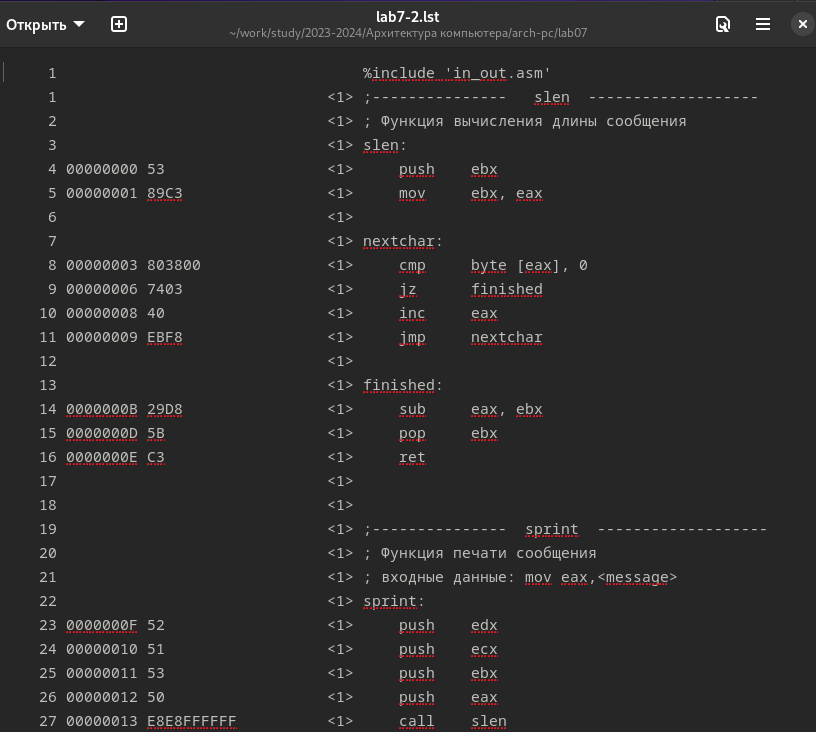 Открыть
lab7-2.lst
~/work/study/2023-2024/Архитектура компьютера/arch-pc/lab07
1 %include 'in_out.asm'
1 <1> ;--------------- slen -------------------
2 <1> ; Функция вычисления длины сообщения
3 <1> slen:
4 00000000 53 <1> push ebx
5 00000001 89C3 <1> mov ebx, eax
6 <1>
7 <1> nextchar:
8 00000003 803800 <1> cmp byte [eax], 0
9 00000006 7403 <1> jz finished
10 00000008 40 <1> inc eax
11 00000009 EBF8 <1> jmp nextchar
12 <1>
13 <1> finished:
14 0000000B 29D8 <1> sub eax, ebx
15 0000000D 5B <1> pop ebx
16 0000000E C3 <1> ret
17 <1>
18 <1>
19 <1> ;--------------- sprint -------------------
20 <1> ; Функция печати сообщения
21 <1> ; входные данные: mov eax,<message>
22 <1> sprint:
23 0000000F 52 <1> push edx
24 00000010 51 <1> push ecx
25 00000011 53 <1> push ebx
26 00000012 50 <1> push eax
27 00000013 E8E8FFFFFF <1> call slen